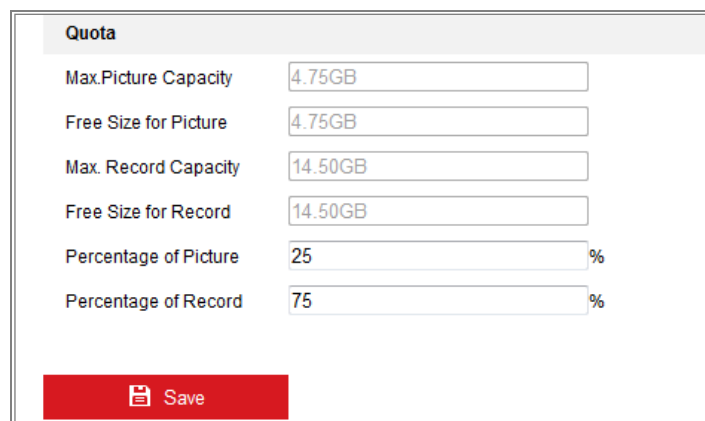 Quota
Max.Picture Capacity 4.75GB
Free Size for Picture 4.75GB
Max. Record Capacity 14.50GB
Free Size for Record 14.50GB
Percentage of Picture 25 %
Percentage of Record 75 %
Save